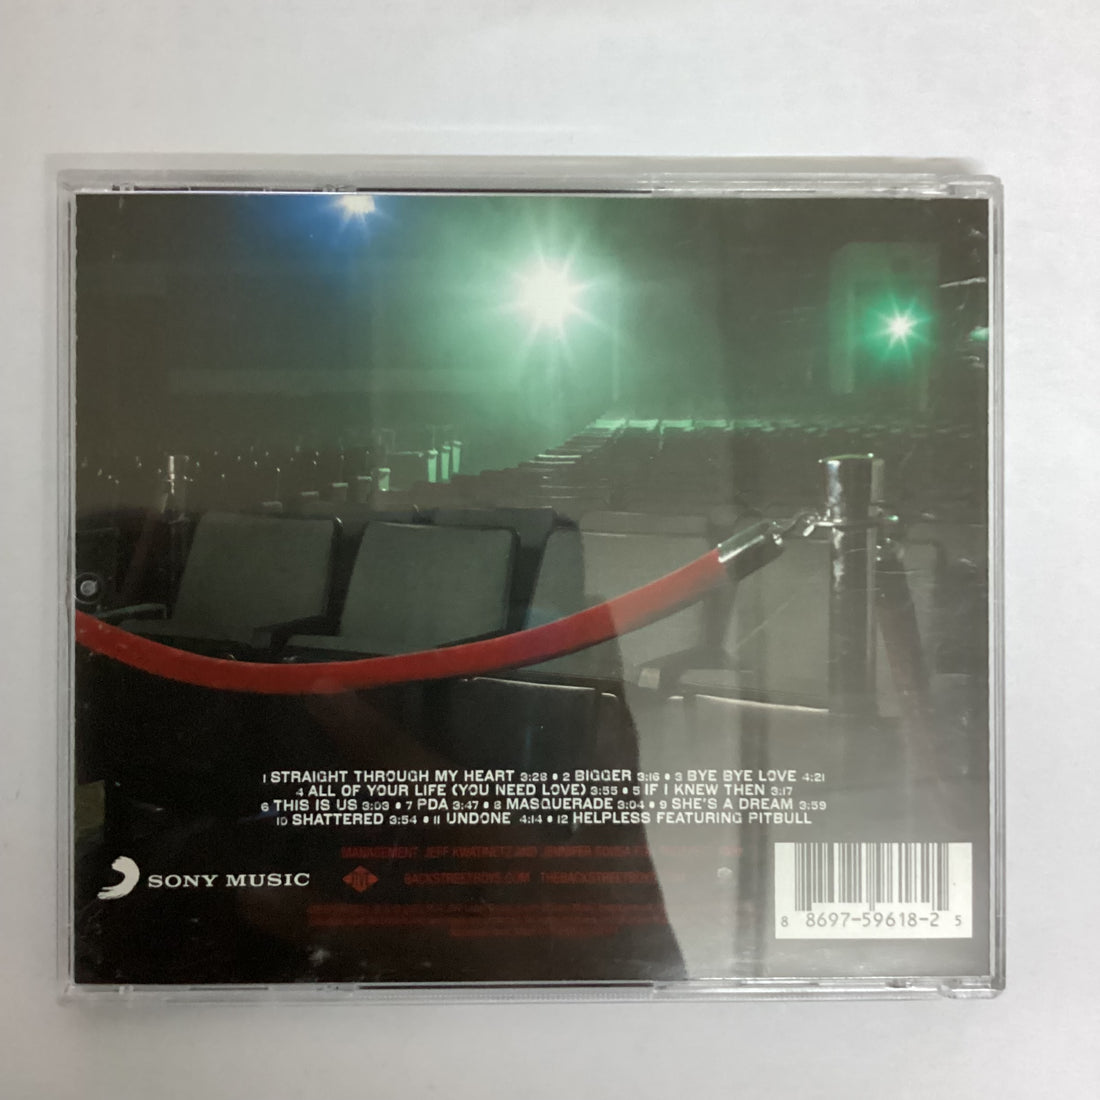 1 STRAIGHT THROUGH MY HEART 3:28 • 2 BIGGER 3:16 • 3 BYE BYE LOVE 4:21
4 ALL OF YOUR LIFE (YOU NEED LOVE) 3:55 • 5 IF I KNEW THEN 3:17
6 THIS IS US 3:03 • 7 PDA 3:47 • 8 MASQUERADE 3:04 • 9 SHE'S A DREAM 3:59
10 SHATTERED 3:54 • 11 UNDONE 4:14 • 12 HELPLESS FEATURING PITBULL
MANAGEMENT: JEFF KWATINETZ AND JENNIFER
SONY MUSIC
JIVE
BACKSTREETBOYS.COM
8 8697-59618-2 5